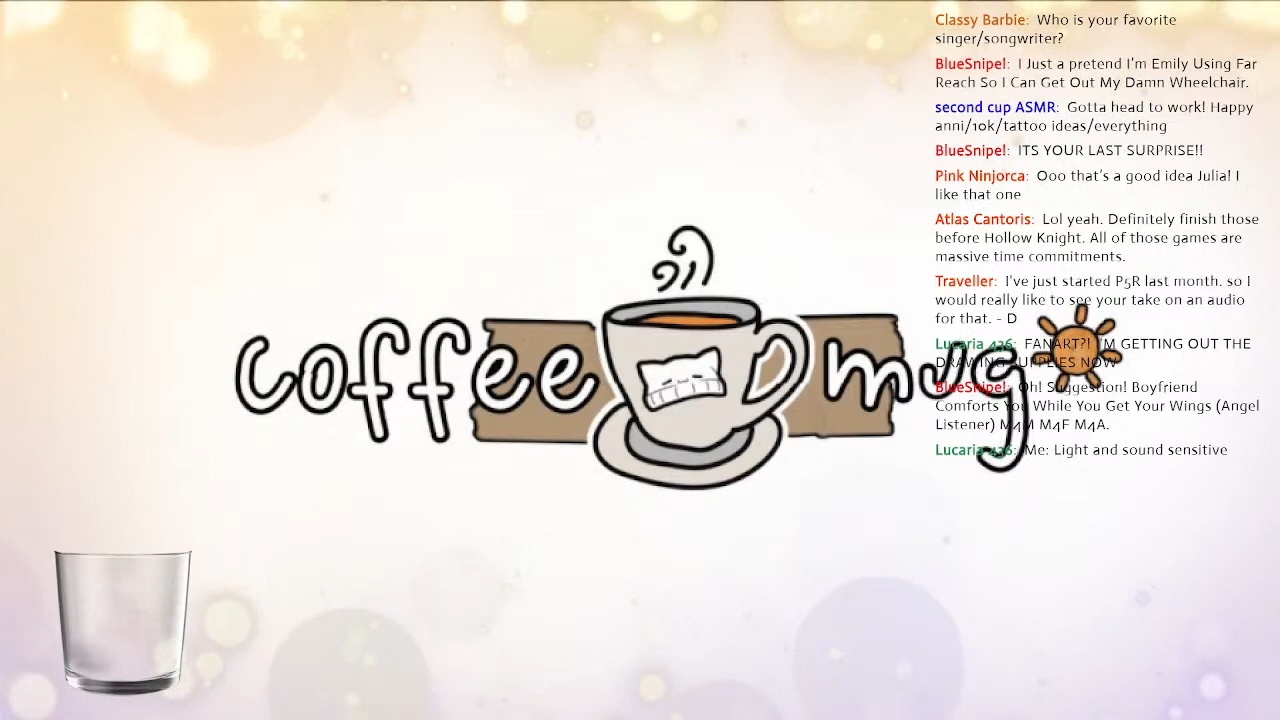 Classy Barbie: Who is your favorite
singer/songwriter?
BlueSnipe!: I Just a pretend I'm Emily Using Far
Reach So I Can Get Out My Damn Wheelchair.
second cup ASMR: Gotta head to work! Happy
anni/10k/tattoo ideas/everything
BlueSnipe!: ITS YOUR LAST SURPRISE!!
Pink Ninjorca: Ooo that's a good idea Julia! I
like that one
Atlas Cantoris: Lol yeah. Definitely finish those
before Hollow Knight. All of those games are
massive time commitments.
Traveller: I've just started P5R last month. so I
would really like to see your take on an audio
for that. - D
Lucaria 436: FANART?! I'M GETTING OUT THE
DRAWING SUPPLIES NOW
BlueSnipe!: Oh! Suggestion! Boyfriend
Comforts You While You Get Your Wings (Angel
Listener) M4M M4F M4A.
Lucaria 436: Me: Light and sound sensitive
coffee mug